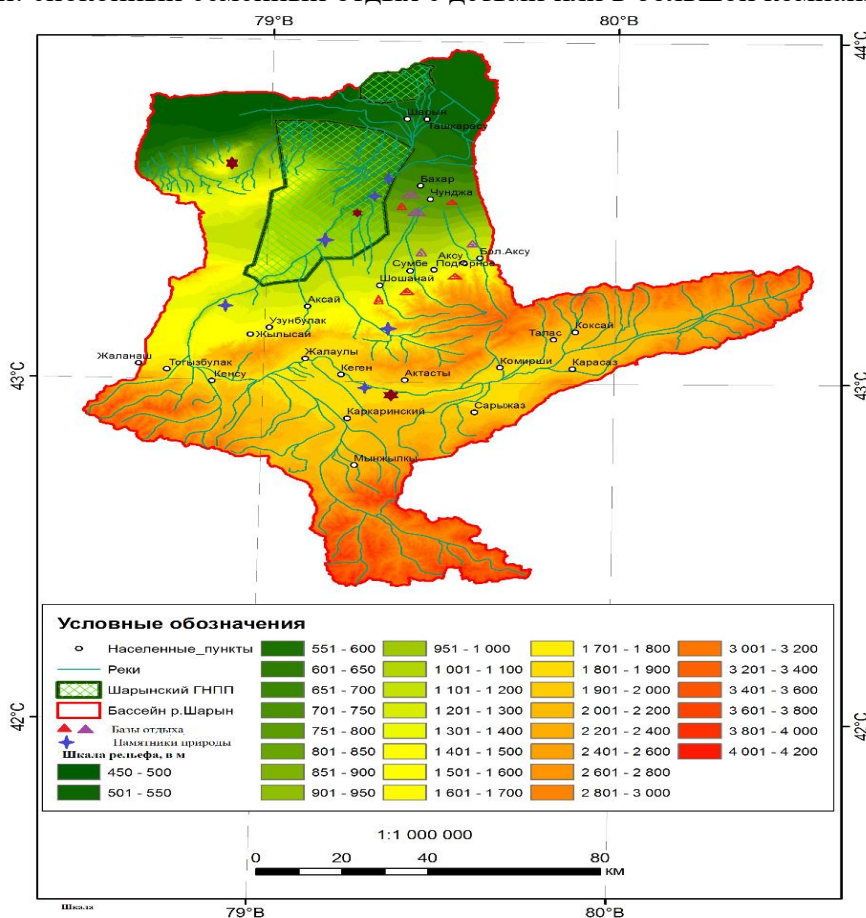 79°В 80°В
44°С 44°С
Шарын
Ташкарасу
Бахар
Чунджа
Аксу Бол.Аксу
Сумбе Подгорное
Шошанай
Аксай
Узунбулак
Жылысай
Талас Коксай
Жаланаш
Тогызбулак
Жалаулы
Кеген
Кенсу
Актасты
Комирши
Карасаз
43°С 43°С
Каркаринский
Сарыжаз
Мынжылкы
Условные обозначения
Населенные_пункты
Реки
Шарынский ГНПП
Бассейн р.Шарын
Базы отдыха
Памятники природы
Шкала рельефа, в м
450 - 500
501 - 550
551 - 600
601 - 650
651 - 700
701 - 750
751 - 800
801 - 850
851 - 900
901 - 950
951 - 1 000
1 001 - 1 100
1 101 - 1 200
1 201 - 1 300
1 301 - 1 400
1 401 - 1 500
1 501 - 1 600
1 601 - 1 700
1 701 - 1 800
1 801 - 1 900
1 901 - 2 000
2 001 - 2 200
2 201 - 2 400
2 401 - 2 600
2 601 - 2 800
2 801 - 3 000
3 001 - 3 200
3 201 - 3 400
3 401 - 3 600
3 601 - 3 800
3 801 - 4 000
4 001 - 4 200
42°С 42°С
1:1 000 000
0 20 40 80
КМ
Шкала
79°В 80°В